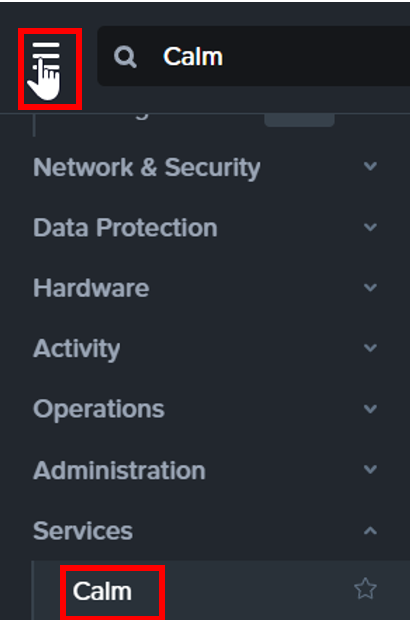 Calm
Network & Security
Data Protection
Hardware
Activity
Operations
Administration
Services
Calm